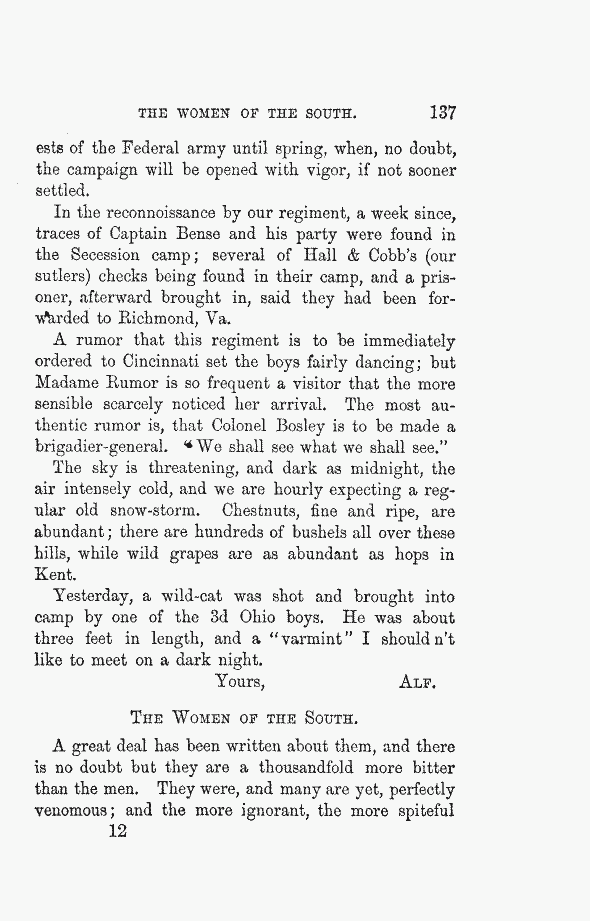 THE WOMEN OF THE SOUTH. 137
ests of the Federal army until spring, when, no doubt,
the campaign will be opened with vigor, if not sooner
settled.
In the reconnoissance by our regiment, a week since,
traces of Captain Bense and his party were found in
the Secession camp; several of Hall & Cobb's (our
sutlers) checks being found in their camp, and a pris-
oner, afterward brought in, said they had been for-
warded to Richmond, Va.
A rumor that this regiment is to be immediately
ordered to Cincinnati set the boys fairly dancing; but
Madame Rumor is so frequent a visitor that the more
sensible scarcely noticed her arrival. The most au-
thentic rumor is, that Colonel Bosley is to be made a
brigadier-general. "We shall see what we shall see."
The sky is threatening, and dark as midnight, the
air intensely cold, and we are hourly expecting a reg-
ular old snow-storm. Chestnuts, fine and ripe, are
abundant; there are hundreds of bushels all over these
hills, while wild grapes are as abundant as hops in
Kent.
Yesterday, a wild-cat was shot and brought into
camp by one of the 3d Ohio boys. He was about
three feet in length, and a "varmint" I should n't
like to meet on a dark night.
Yours, ALF.
THE WOMEN OF THE SOUTH.
A great deal has been written about them, and there
is no doubt but they are a thousandfold more bitter
than the men. They were, and many are yet, perfectly
venomous; and the more ignorant, the more spiteful
12